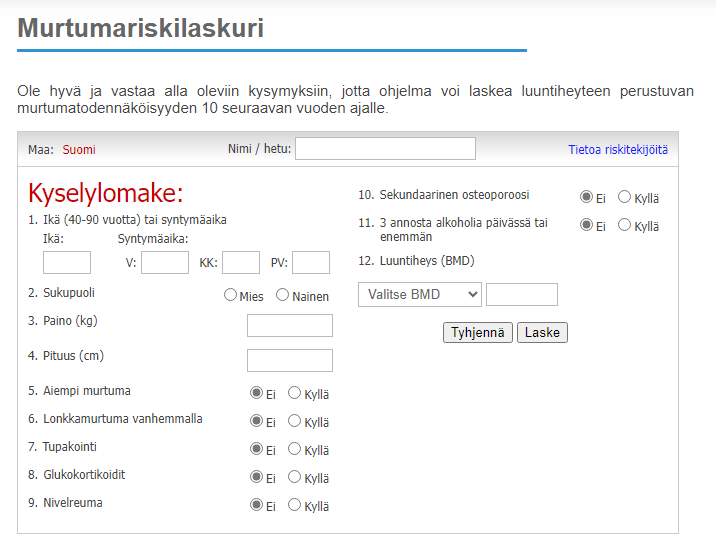 Murtumariskilaskuri
Ole hyvä ja vastaa alla oleviin kysymyksiin, jotta ohjelma voi laskea luuntiheyteen perustuvan
murtumatodennäköisyyden 10 seuraavan vuoden ajalle.
Maa: Suomi
Nimi / hetu:
Tietoa riskitekijöitä
Kyselylomake:
1. Ikä (40-90 vuotta) tai syntymäaika
Ikä: Syntymäaika:
V: KK: PV:
2. Sukupuoli Mies Nainen
3. Paino (kg)
4. Pituus (cm)
5. Aiempi murtuma Ei Kyllä
6. Lonkkamurtuma vanhemmalla Ei Kyllä
7. Tupakointi Ei Kyllä
8. Glukokortikoidit Ei Kyllä
9. Nivelreuma Ei Kyllä
10. Sekundaarinen osteoporoosi Ei Kyllä
11. 3 annosta alkoholia päivässä tai Ei Kyllä
enemmän
12. Luuntiheys (BMD)
Valitse BMD
Tyhjennä Laske